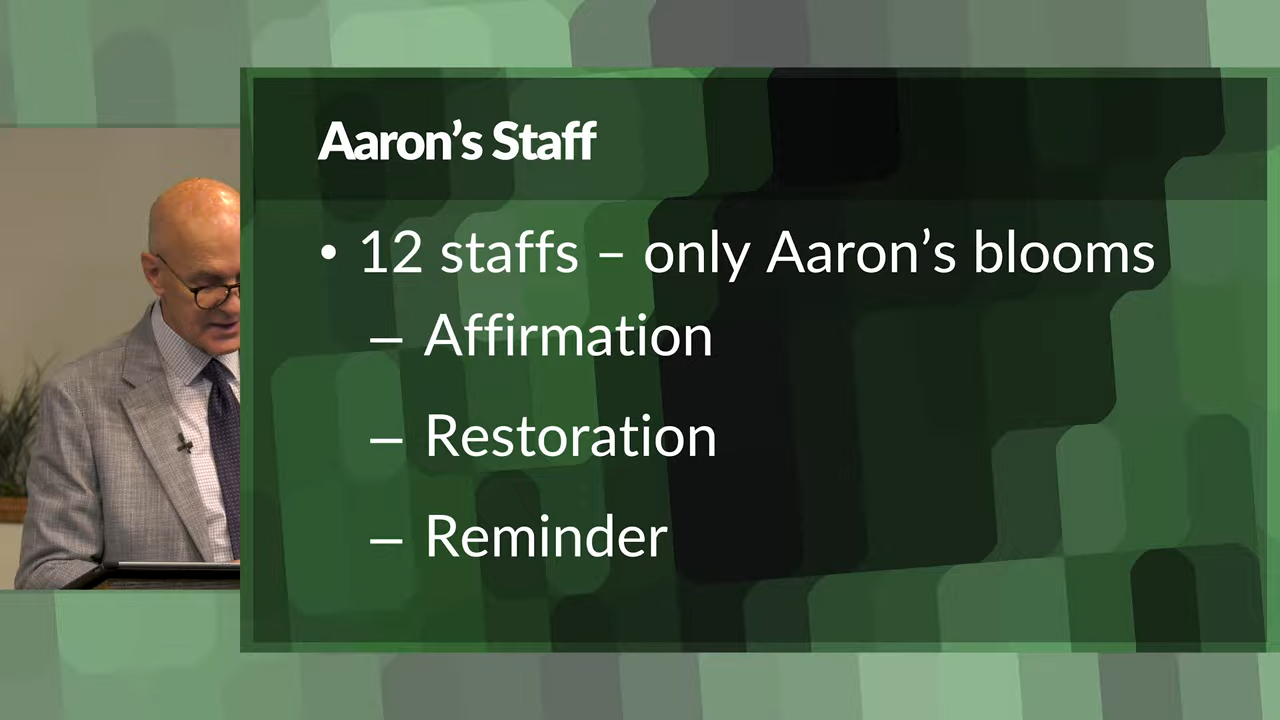 Aaron’s Staff
• 12 staffs – only Aaron’s blooms
– Affirmation
– Restoration
– Reminder